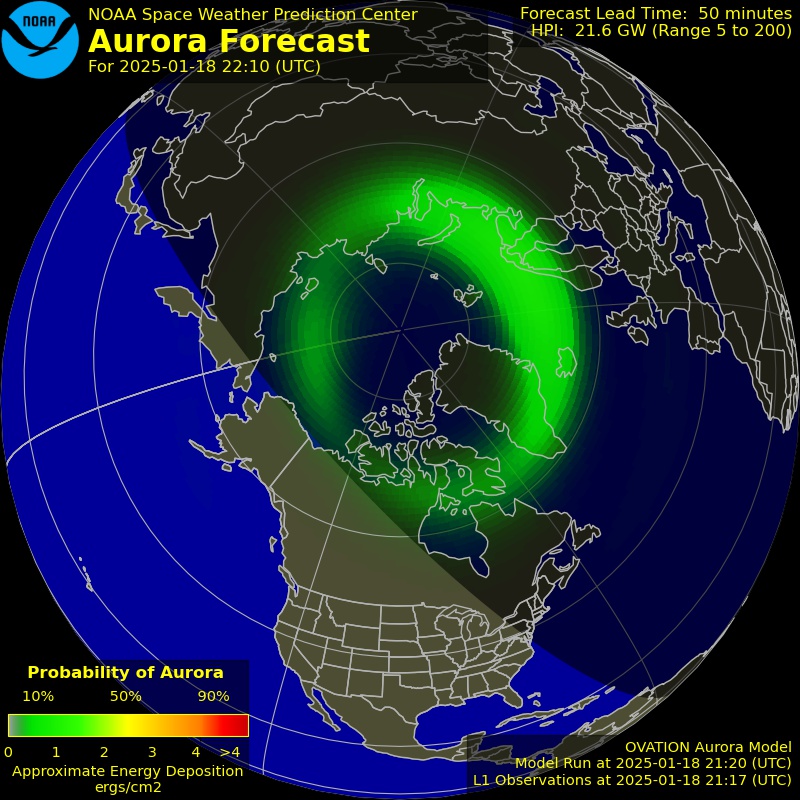 NOAA
NOAA Space Weather Prediction Center
Aurora Forecast
For 2025-01-18 22:10 (UTC)
Forecast Lead Time: 50 minutes
HPI: 21.6 GW (Range 5 to 200)
Probability of Aurora
10% 50% 90%
0 1 2 3 4 >4
Approximate Energy Deposition
ergs/cm2
OVATION Aurora Model
Model Run at 2025-01-18 21:20 (UTC)
L1 Observations at 2025-01-18 21:17 (UTC)